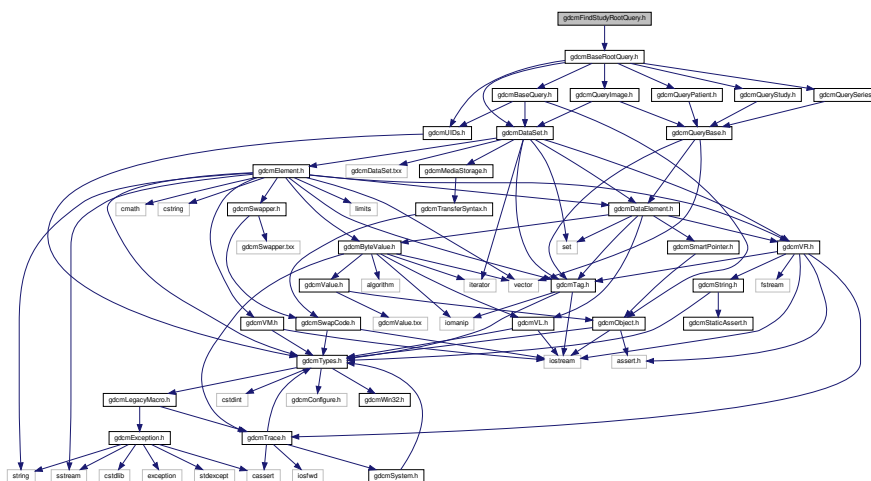 gdcmFindStudyRootQuery.h
gdcmBaseRootQuery.h
gdcmBaseQuery.h
gdcmQueryImage.h
gdcmQueryPatient.h
gdcmQueryStudy.h
gdcmQuerySeries.h
gdcmUIDs.h
gdcmDataSet.h
gdcmQueryBase.h
gdcmElement.h
gdcmDataSet.txx
gdcmMediaStorage.h
cmath
cstring
gdcmSwapper.h
limits
gdcmTransferSyntax.h
gdcmDataElement.h
gdcmSwapper.txx
gdcmByteValue.h
set
gdcmSmartPointer.h
gdcmVR.h
gdcmValue.h
algorithm
iterator
vector
gdcmTag.h
gdcmString.h
fstream
gdcmVM.h
gdcmSwapCode.h
gdcmValue.txx
iomanip
gdcmVL.h
gdcmObject.h
gdcmStaticAssert.h
gdcmTypes.h
iostream
assert.h
gdcmLegacyMacro.h
cstdint
gdcmConfigure.h
gdcmWin32.h
gdcmException.h
gdcmTrace.h
string
sstream
cstdlib
exception
stdexcept
cassert
iosfwd
gdcmSystem.h